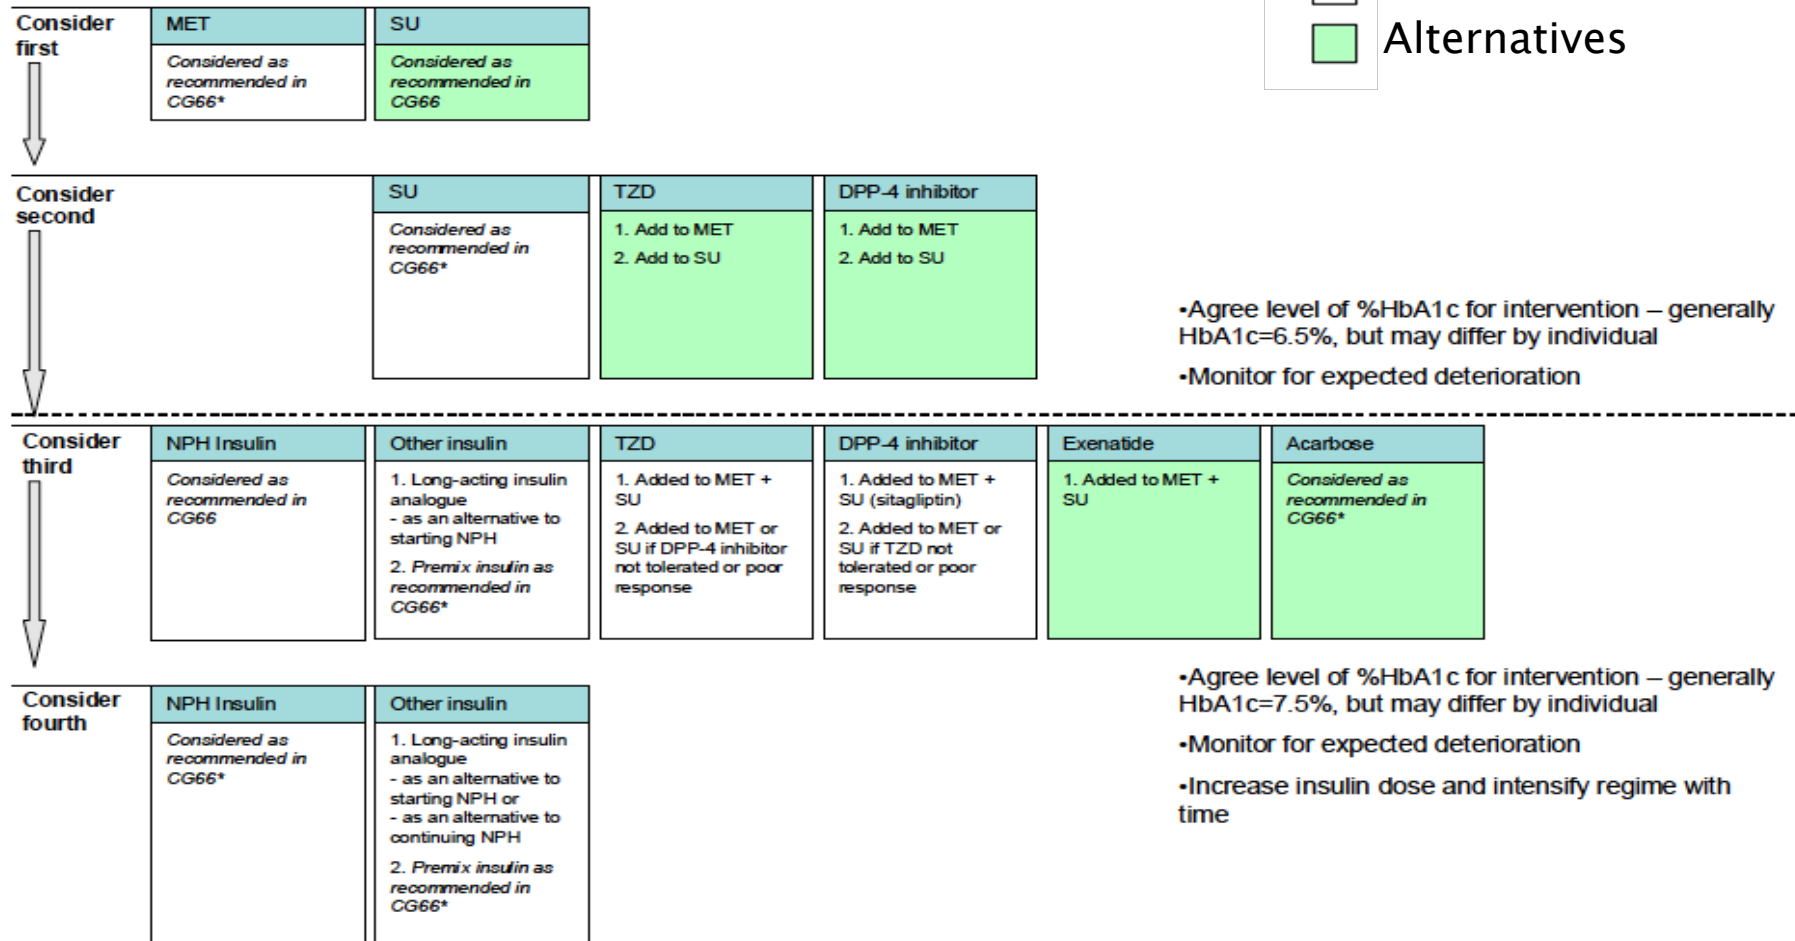 Alternatives
Consider
first
MET
Considered as
recommended in
CG66*
SU
Considered as
recommended in
CG66
Consider
second
SU
Considered as
recommended in
CG66*
TZD
1. Add to MET
2. Add to SU
DPP-4 inhibitor
1. Add to MET
2. Add to SU
•Agree level of %HbA1c for intervention – generally
HbA1c=6.5%, but may differ by individual
•Monitor for expected deterioration
Consider
third
NPH Insulin
Considered as
recommended in
CG66
Other insulin
1. Long-acting insulin
analogue
- as an alternative to
starting NPH
2. Premix insulin as
recommended in
CG66*
TZD
1. Added to MET +
SU
2. Added to MET or
SU if DPP-4 inhibitor
not tolerated or poor
response
DPP-4 inhibitor
1. Added to MET +
SU (sitagliptin)
2. Added to MET or
SU if TZD not
tolerated or poor
response
Exenatide
1. Added to MET +
SU
Acarbose
Considered as
recommended in
CG66*
Consider
fourth
NPH Insulin
Considered as
recommended in
CG66*
Other insulin
1. Long-acting insulin
analogue
- as an alternative to
starting NPH or
- as an alternative to
continuing NPH
2. Premix insulin as
recommended in
CG66*
•Agree level of %HbA1c for intervention – generally
HbA1c=7.5%, but may differ by individual
•Monitor for expected deterioration
•Increase insulin dose and intensify regime with
time